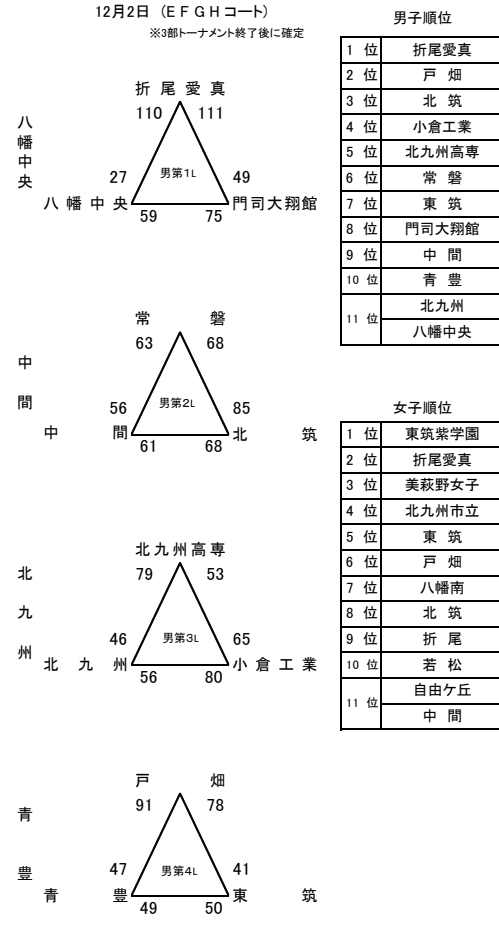 12月2日 (EFGHコート)
※3部トーナメント終了後に確定
八幡中央
折尾愛真
110 111
27 男第1L 49
八幡中央 門司大翔館
59 75
中間
常磐
63 68
56 男第2L 85
中間 北筑
61 68
北九州
北九州高専
79 53
46 男第3L 65
北九州 小倉工業
56 80
青豊
戸畑
91 78
47 男第4L 41
青豊 東筑
49 50
男子順位
1 位 折尾愛真
2 位 戸 畑
3 位 北 筑
4 位 小倉工業
5 位 北九州高専
6 位 常 磐
7 位 東 筑
8 位 門司大翔館
9 位 中 間
10 位 青 豊
11 位 北九州
八幡中央
女子順位
1 位 東筑紫学園
2 位 折尾愛真
3 位 美萩野女子
4 位 北九州市立
5 位 東 筑
6 位 戸 畑
7 位 八幡南
8 位 北 筑
9 位 折 尾
10 位 若 松
11 位 自由ケ丘
中 間